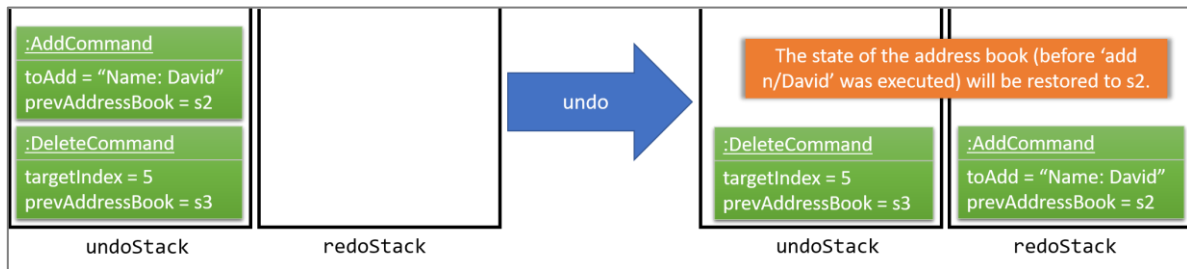 :AddCommand
toAdd = “Name: David”
prevAddressBook = s2
:DeleteCommand
targetIndex = 5
prevAddressBook = s3
undoStack
redoStack
undo
The state of the address book (before ‘add
n/David’ was executed) will be restored to s2.
:DeleteCommand
targetIndex = 5
prevAddressBook = s3
:AddCommand
toAdd = “Name: David”
prevAddressBook = s2
undoStack
redoStack